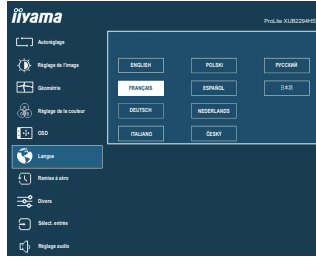 iiyama
ProLite XUB2294HS
Autoréglage
Réglage de l'image
Géométrie
Réglage de la couleur
OSD
Langue
Remise à zéro
Divers
Sélect. entrée
Réglage audio
ENGLISH
POLSKI
РУССКИЙ
FRANÇAIS
ESPAÑOL
日本語
DEUTSCH
NEDERLANDS
ITALIANO
ČESKÝ